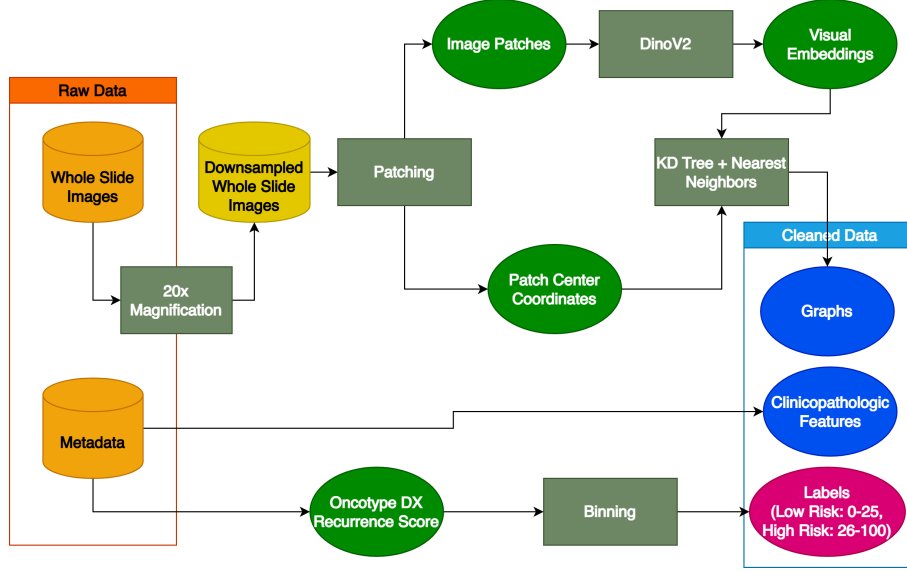 Raw Data
Whole Slide
Images
20x
Magnification
Downsampled
Whole Slide
Images
Patching
Image Patches
DinoV2
Visual
Embeddings
KD Tree + Nearest
Neighbors
Patch Center
Coordinates
Cleaned Data
Graphs
Metadata
Clinicopathologic
Features
Oncotype DX
Recurrence Score
Binning
Labels
(Low Risk: 0-25,
High Risk: 26-100)